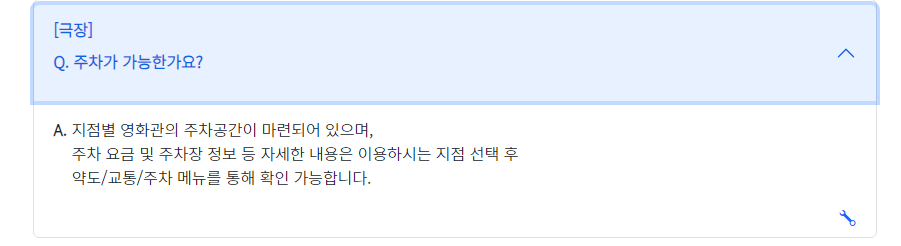 [극장]
Q. 주차가 가능한가요?
A. 지점별 영화관의 주차공간이 마련되어 있으며,
주차 요금 및 주차장 정보 등 자세한 내용은 이용하시는 지점 선택 후
약도/교통/주차 메뉴를 통해 확인 가능합니다.